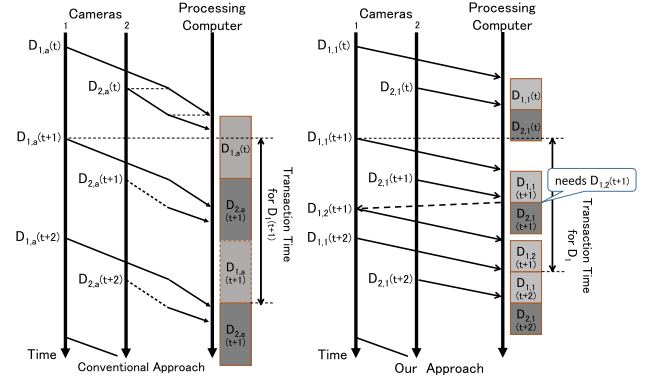 Cameras
Processing
Computer
1
2
D1,a(t)
D2,a(t)
D1,a(t)
D1,a(t+1)
D2,a(t+1)
D2,a
(t+1)
D1,a(t+2)
D1,a
(t+1)
D2,a(t+2)
D2,a
(t+1)
Transaction Time
for D1(t+1)
Time
Conventional Approach
Cameras
Processing
Computer
1
2
D1,1(t)
D2,1(t)
D1,1(t)
D2,1(t)
D1,1(t+1)
D2,1(t+1)
D1,1
(t+1)
needs D1,2(t+1)
D1,2(t+1)
D2,1
(t+1)
D1,1(t+2)
D1,2
(t+1)
D2,1(t+2)
D1,1
(t+2)
D2,1
(t+2)
Transaction Time
for D1
Time
Our Approach